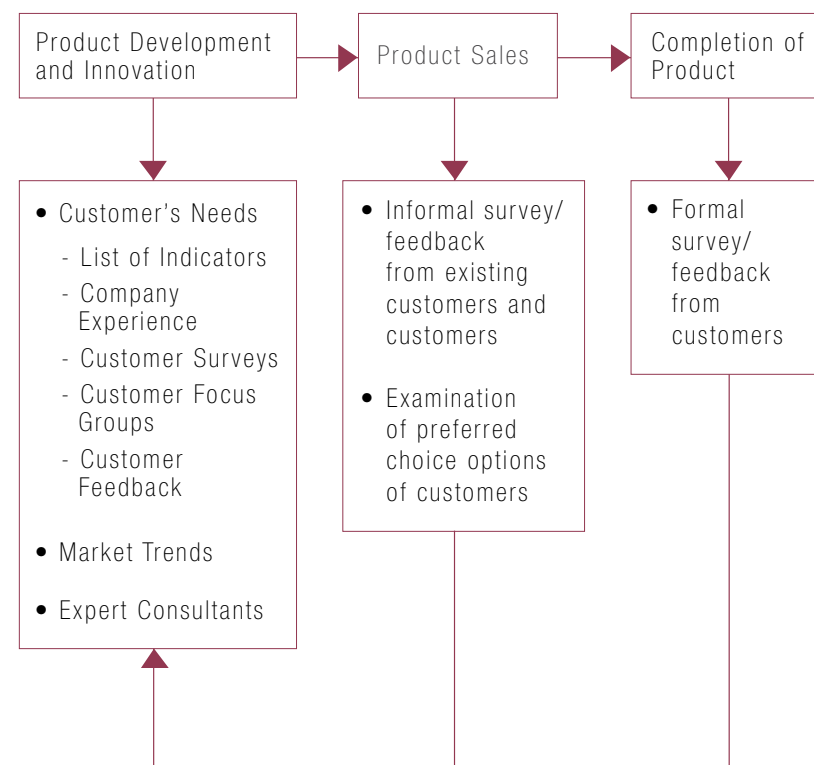 Product Development
and Innovation
Product Sales
Completion of
Product
• Customer's Needs
- List of Indicators
- Company
Experience
- Customer Surveys
- Customer Focus
Groups
- Customer
Feedback
• Market Trends
• Expert Consultants
• Informal survey/
feedback
from existing
customers and
customers
• Examination
of preferred
choice options
of customers
• Formal
survey/
feedback
from
customers